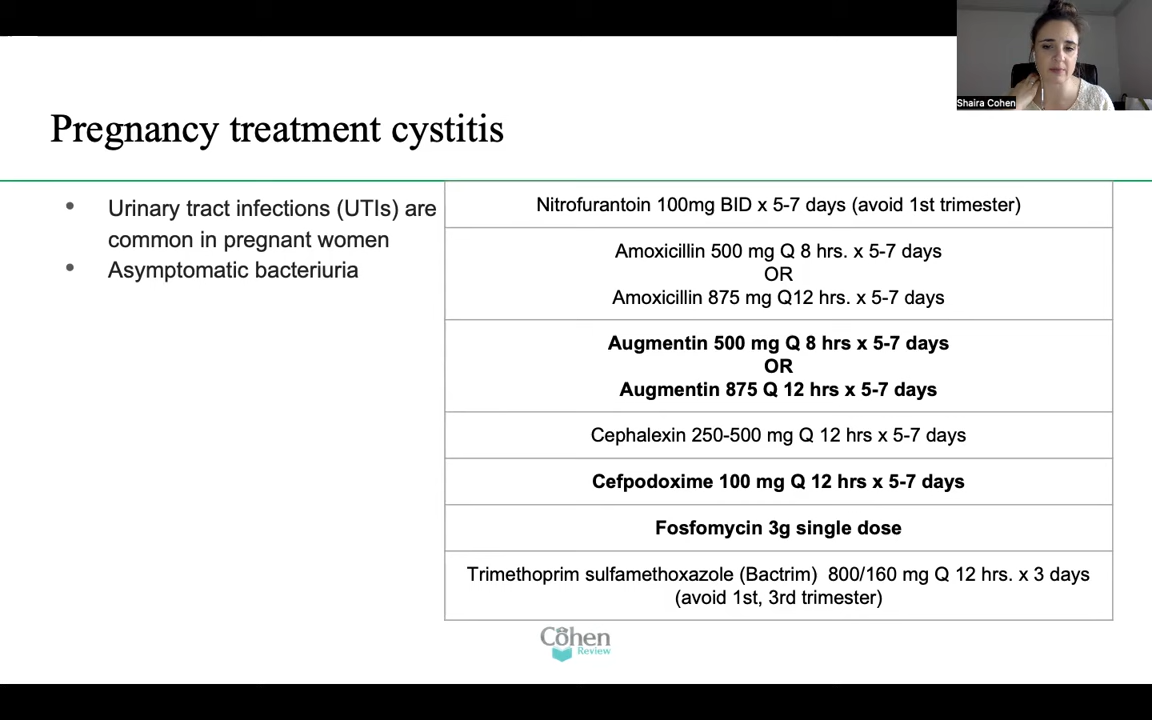 Shaira Cohen
Pregnancy treatment cystitis
Urinary tract infections (UTIs) are
common in pregnant women
Asymptomatic bacteriuria
Nitrofurantoin 100mg BID x 5-7 days (avoid 1st trimester)
Amoxicillin 500 mg Q 8 hrs. x 5-7 days
OR
Amoxicillin 875 mg Q12 hrs. x 5-7 days
Augmentin 500 mg Q 8 hrs x 5-7 days
OR
Augmentin 875 Q 12 hrs x 5-7 days
Cephalexin 250-500 mg Q 12 hrs x 5-7 days
Cefpodoxime 100 mg Q 12 hrs x 5-7 days
Fosfomycin 3g single dose
Trimethoprim sulfamethoxazole (Bactrim)  800/160 mg Q 12 hrs. x 3 days
(avoid 1st, 3rd trimester)
Cohen
Review